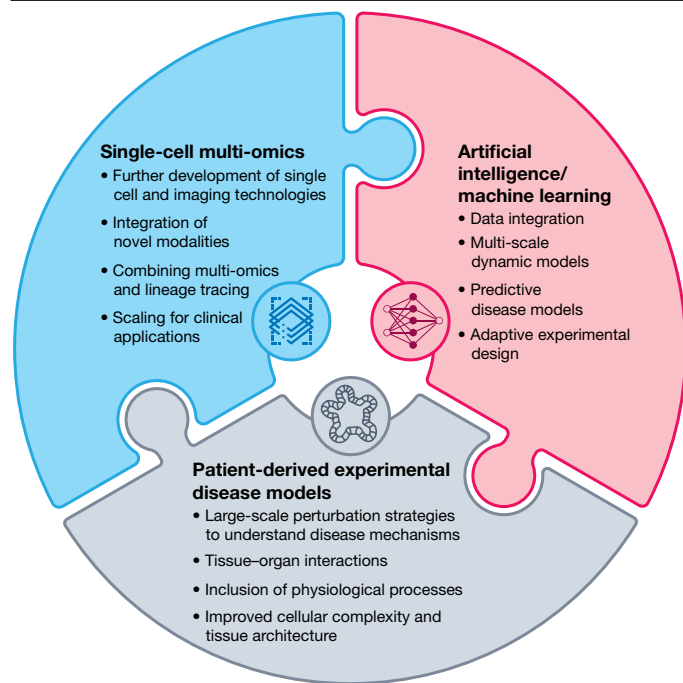 Single-cell multi-omics
• Further development of single
cell and imaging technologies
• Integration of
novel modalities
• Combining multi-omics
and lineage tracing
• Scaling for clinical
applications
Artificial
intelligence/
machine learning
• Data integration
• Multi-scale
dynamic models
• Predictive
disease models
• Adaptive experimental
design
Patient-derived experimental
disease models
• Large-scale perturbation strategies
to understand disease mechanisms
• Tissue–organ interactions
• Inclusion of physiological processes
• Improved cellular complexity and
tissue architecture